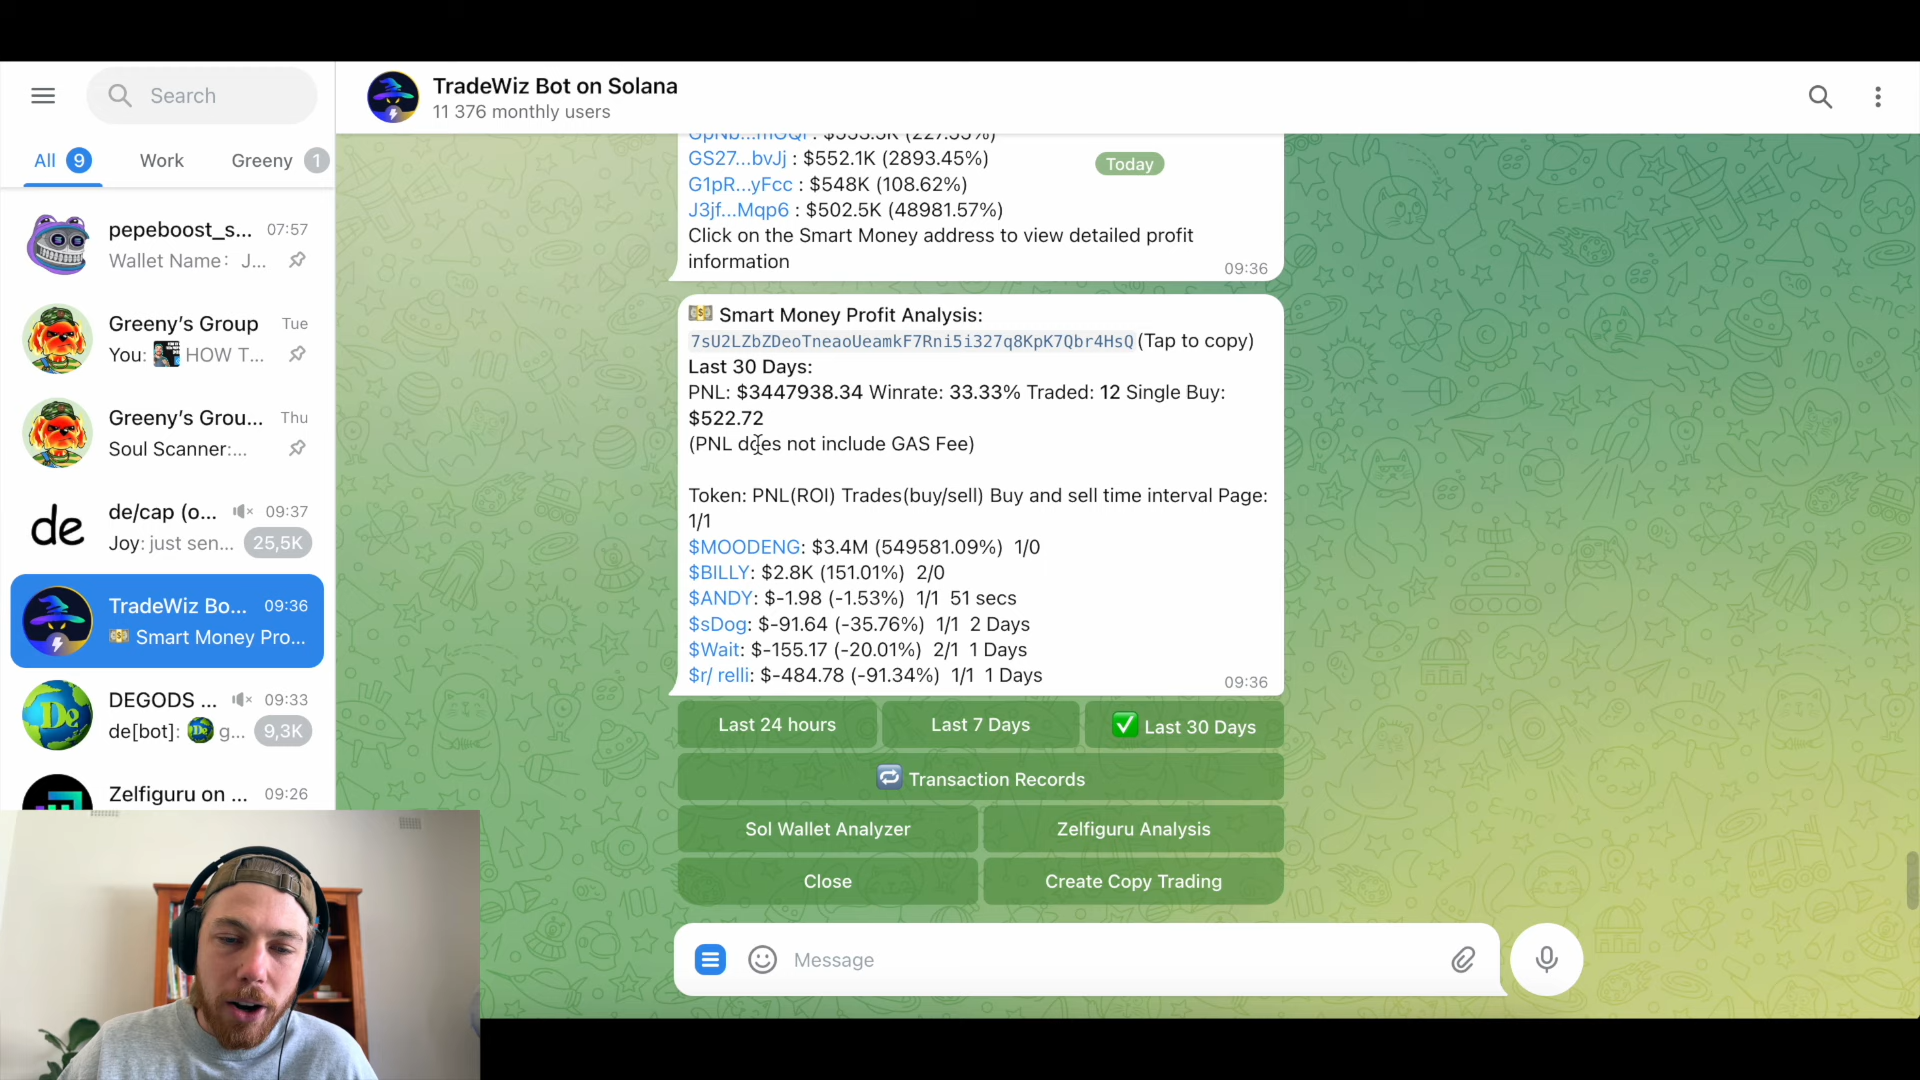 Search
TradeWiz Bot on Solana
11 376 monthly users
All 9 Work Greeny 1
pepeboost_s... 07:57
Wallet Name: J...
Greeny's Group Tue
You: HOW T...
Greeny's Grou... Thu
Soul Scanner:...
de
de/cap (o... 09:37
Joy: just sen... 25,5K
TradeWiz Bo... 09:36
Smart Money Pro...
De
DEGODS ... 09:33
de[bot]: g... 9,3K
Zelfiguru on ... 09:26
GS27...bvJj : $552.1K (2893.45%)
Today
G1pR...yFcc : $548K (108.62%)
J3jf...Mqp6 : $502.5K (48981.57%)
Click on the Smart Money address to view detailed profit
information
09:36
Smart Money Profit Analysis:
7sU2LZbZDeoTneaoUeamkF7Rni5i327q8KpK7Qbr4HsQ(Tap to copy)
Last 30 Days:
PNL: $3447938.34 Winrate: 33.33% Traded: 12 Single Buy:
$522.72
(PNL does not include GAS Fee)
Token: PNL(ROI) Trades(buy/sell) Buy and sell time interval Page:
1/1
$MOODENG: $3.4M (549581.09%) 1/0
$BILLY: $2.8K (151.01%) 2/0
$ANDY: $-1.98 (-1.53%) 1/1 51 secs
$sDog: $-91.64 (-35.76%) 1/1 2 Days
$Wait: $-155.17 (-20.01%) 2/1 1 Days
$r/ relli: $-484.78 (-91.34%) 1/1 1 Days
09:36
Last 24 hours
Last 7 Days
Last 30 Days
Transaction Records
Sol Wallet Analyzer
Zelfiguru Analysis
Close
Create Copy Trading
Message